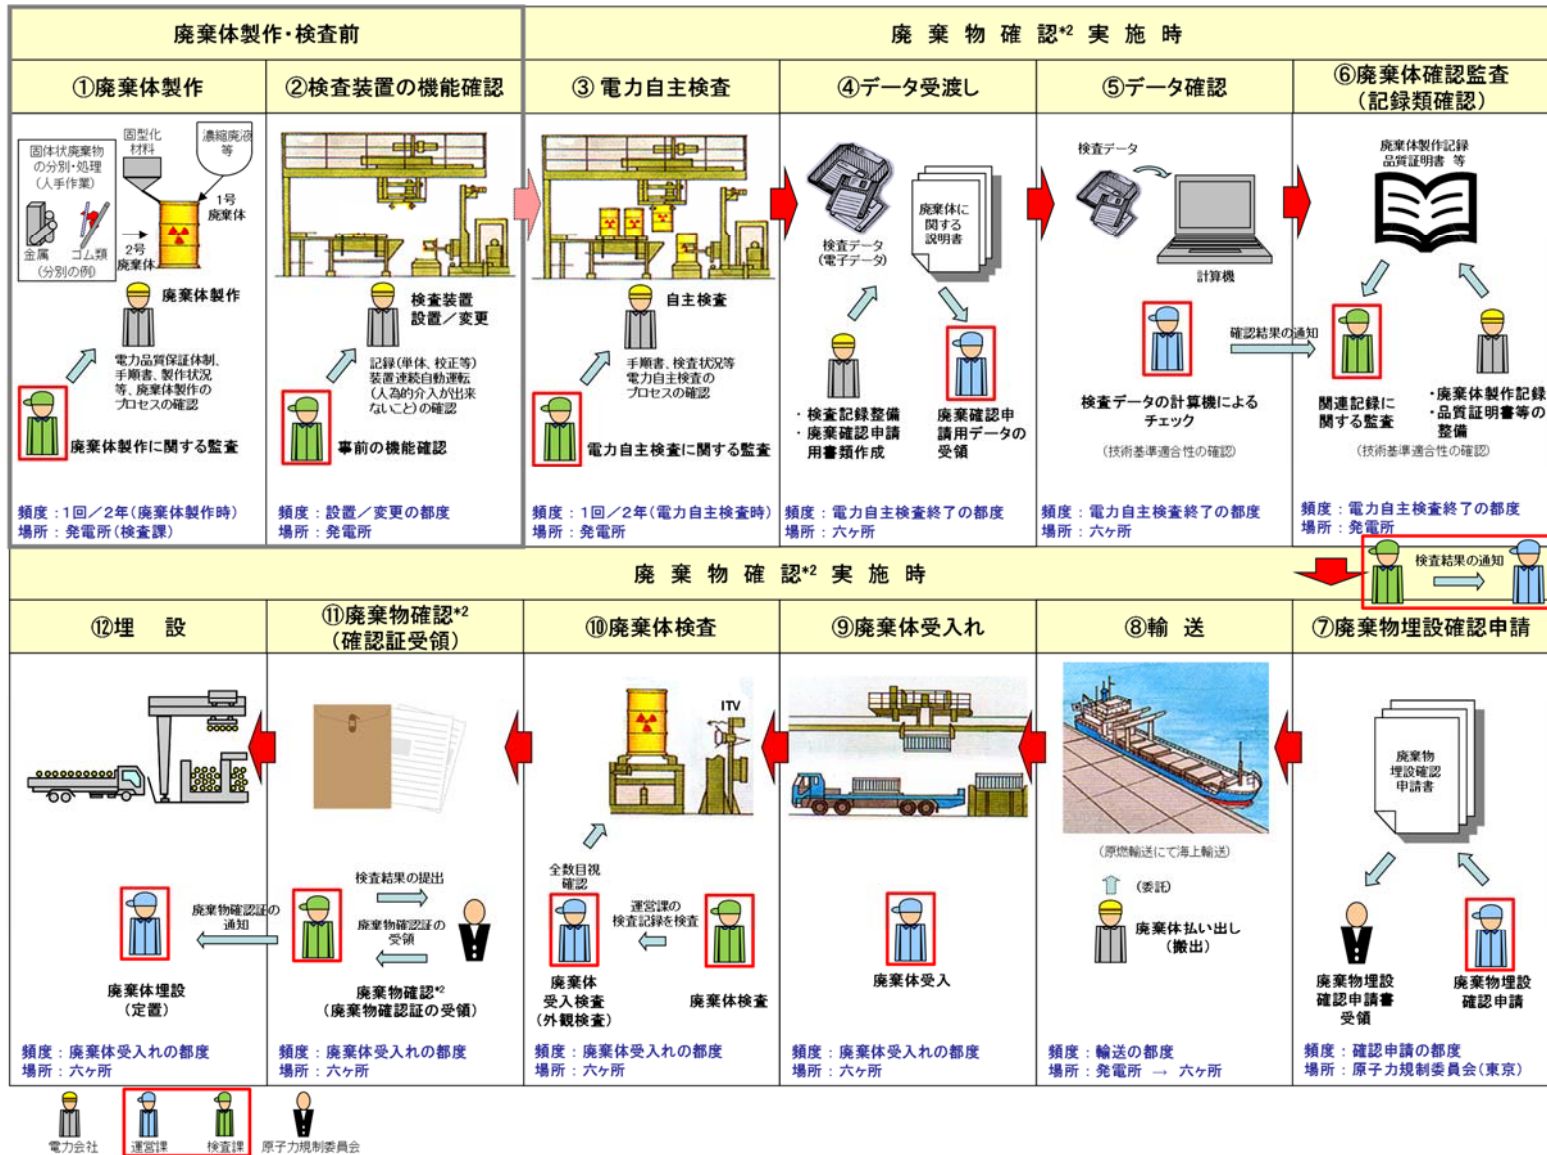 廃棄体製作・検査前
廃棄物確認*2 実施時
①廃棄体製作
②検査装置の機能確認
③電力自主検査
④データ受渡し
⑤データ確認
⑥廃棄体確認監査
(記録類確認)
固体状廃棄物
の分別・処理
(人手作業)
金属
ゴム類
(分別の例)
固型化
材料
濃縮廃液
等
1号
廃棄体
2号
廃棄体
廃棄体製作
電力品質保証体制、
手順書、製作状況
等、廃棄体製作の
プロセスの確認
廃棄体製作に関する監査
頻度:1回/2年(廃棄体製作時)
場所:発電所(検査課)
検査装置
設置/変更
記録(単体、校正等)
装置連続自動運転
(人為的介入が出来
ないこと)の確認
事前の機能確認
頻度:設置/変更の都度
場所:発電所
自主検査
手順書、検査状況等
電力自主検査の
プロセスの確認
電力自主検査に関する監査
頻度:1回/2年(電力自主検査時)
場所:発電所
検査データ
(電子データ)
廃棄体に
関する
説明書
・検査記録整備
・廃棄確認申請
用書類作成
廃棄確認申
請用データの
受領
頻度:電力自主検査終了の都度
場所:六ヶ所
検査データ
計算機
確認結果の通知
検査データの計算機による
チェック
(技術基準適合性の確認)
頻度:電力自主検査終了の都度
場所:六ヶ所
廃棄体製作記録
品質証明書 等
関連記録に
関する監査
・廃棄体製作記録
・品質証明書等の
整備
(技術基準適合性の確認)
頻度:電力自主検査終了の都度
場所:発電所
検査結果の通知
廃棄物確認*2 実施時
⑫埋 設
⑪廃棄物確認*2
(確認証受領)
⑩廃棄体検査
⑨廃棄体受入れ
⑧輸 送
⑦廃棄物埋設確認申請
廃棄物確認証の
通知
廃棄体埋設
(定置)
頻度:廃棄体受入れの都度
場所:六ヶ所
検査結果の提出
廃棄物確認証の
受領
廃棄物確認*2
(廃棄物確認証の受領)
頻度:廃棄体受入れの都度
場所:六ヶ所
ITV
全数目視
確認
運営課の
検査記録を検査
廃棄体
受入検査
(外観検査)
廃棄体検査
頻度:廃棄体受入れの都度
場所:六ヶ所
廃棄体受入
頻度:廃棄体受入れの都度
場所:六ヶ所
(原燃輸送にて海上輸送)
(委託)
廃棄体払い出し
(搬出)
頻度:輸送の都度
場所:発電所 → 六ヶ所
廃棄物
埋設確認
申請書
廃棄物埋設
確認申請書
受領
廃棄物埋設
確認申請
頻度:確認申請の都度
場所:原子力規制委員会(東京)
電力会社
運営課
検査課
原子力規制委員会